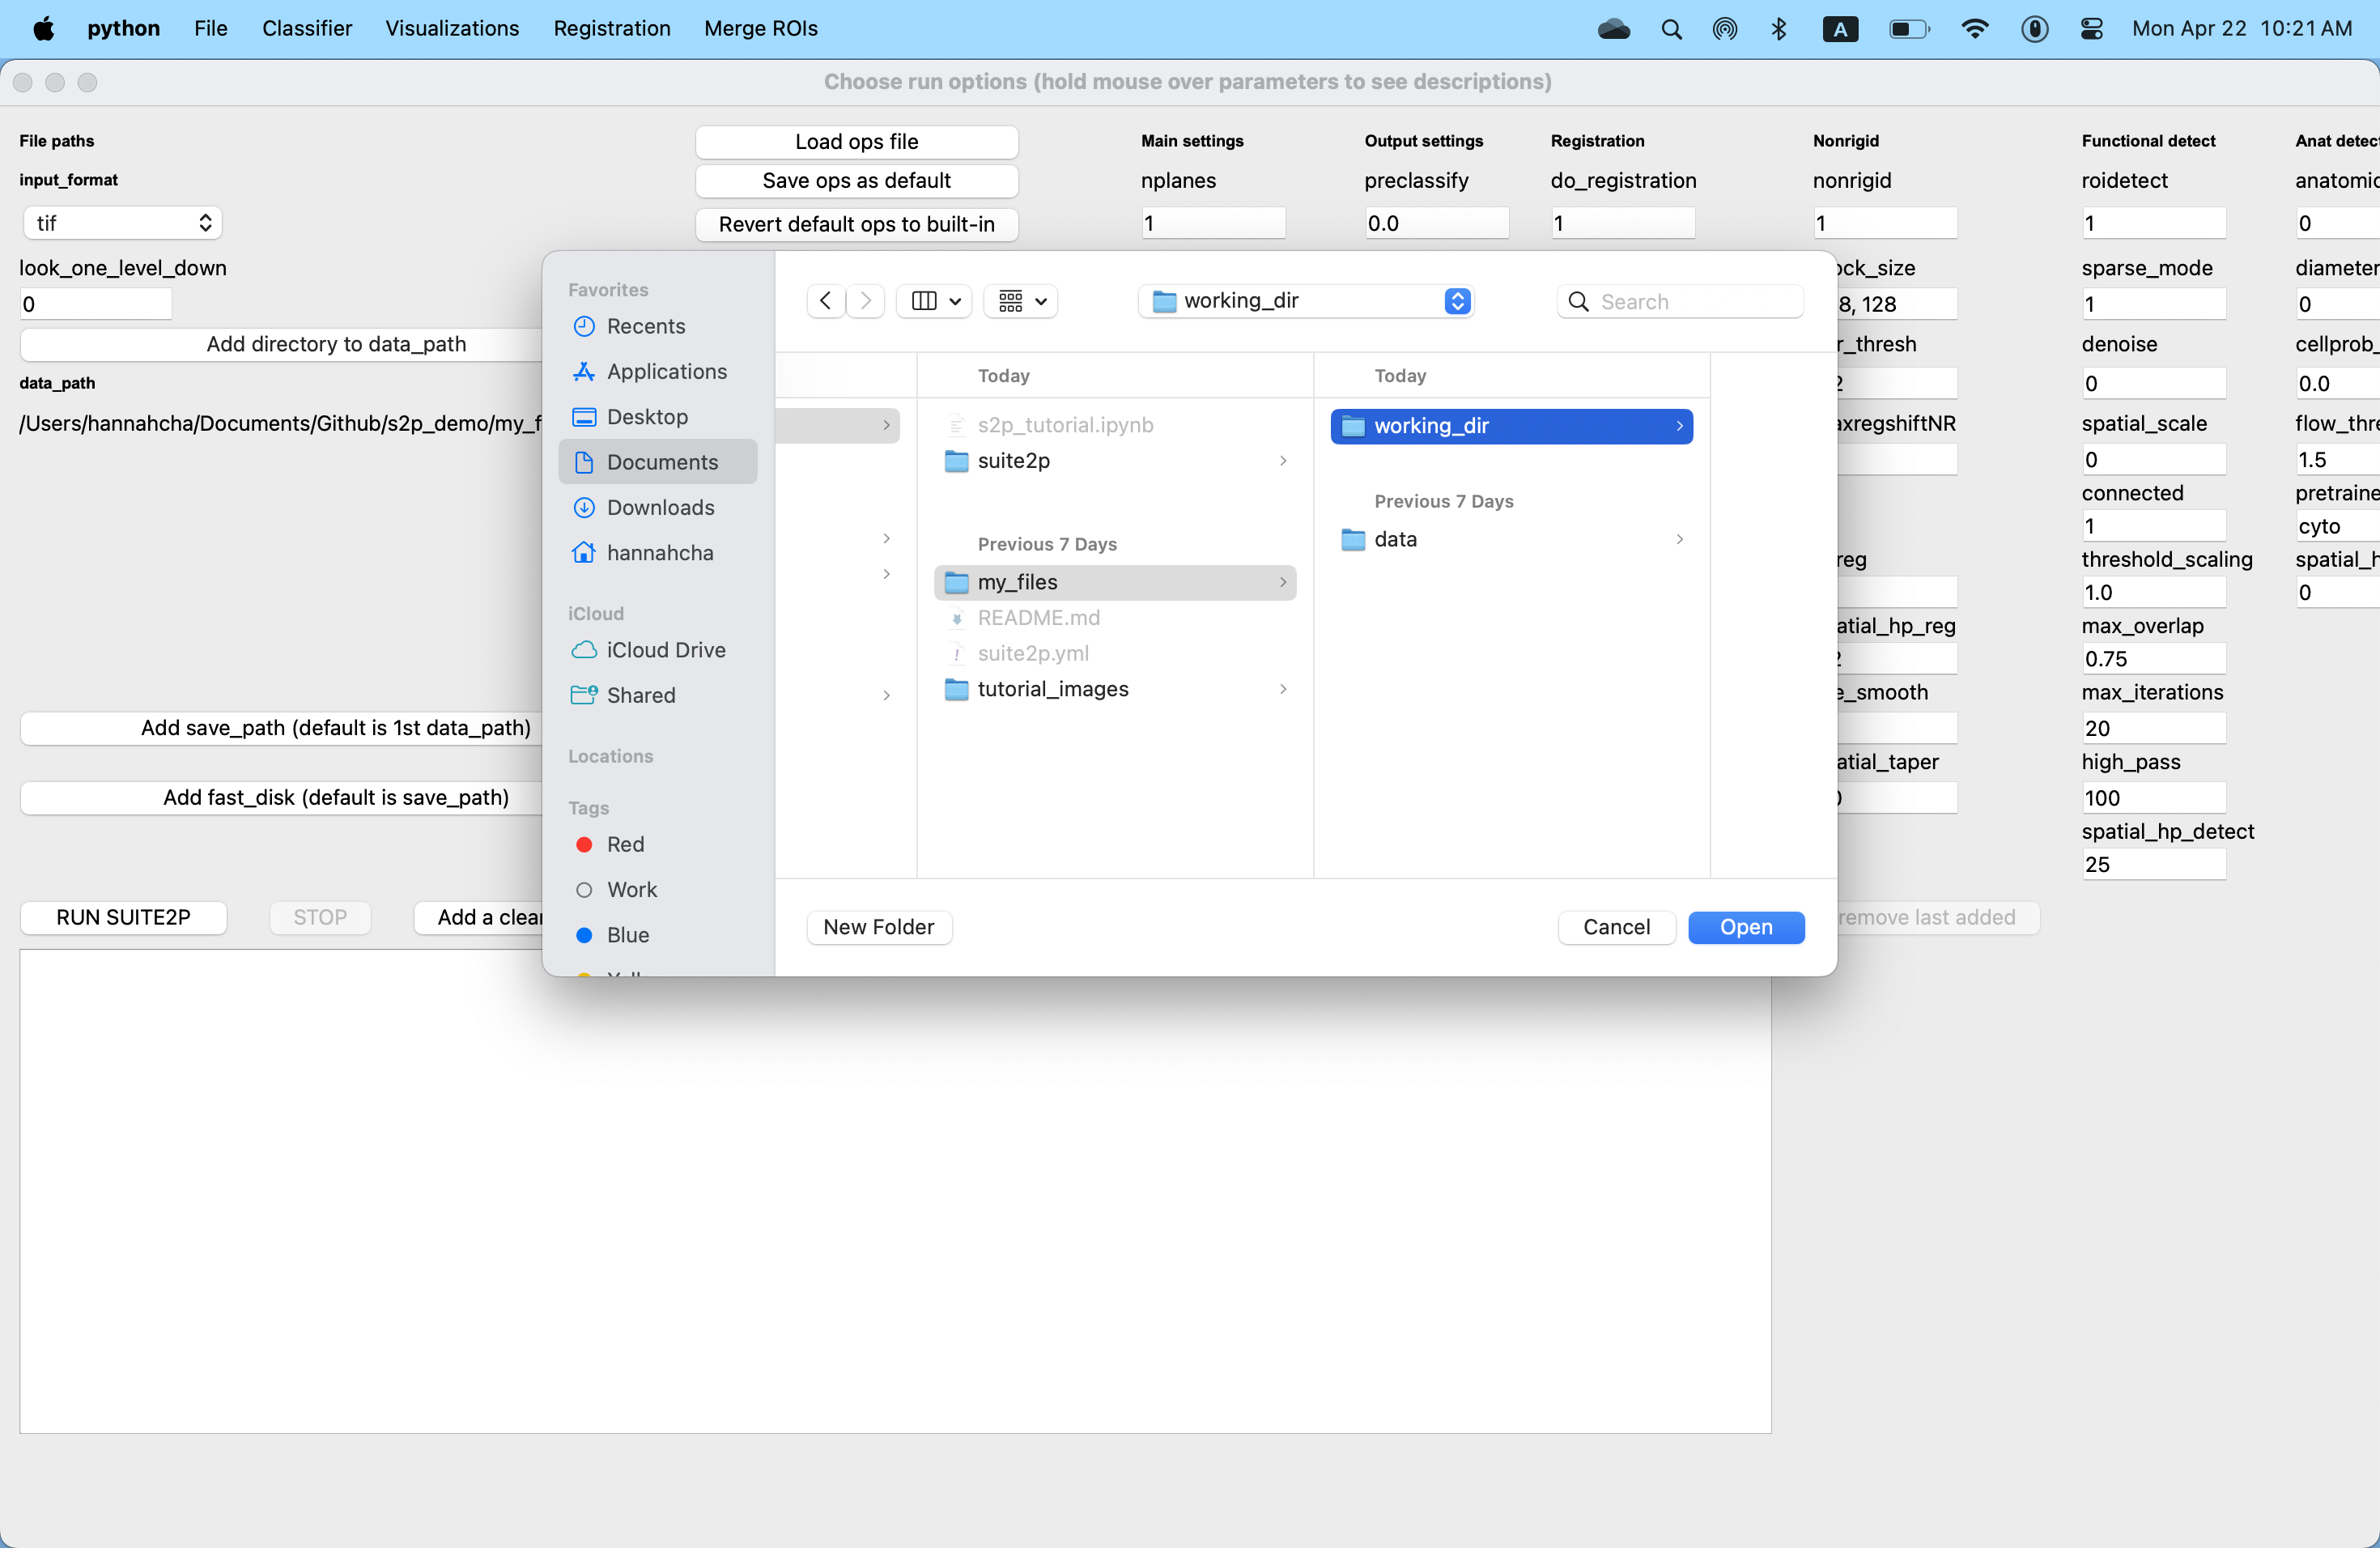 python File Classifier Visualizations Registration Merge ROIs A Mon Apr 22 10:21 AM
Choose run options (hold mouse over parameters to see descriptions)
File paths
input_format
tif
look_one_level_down
0
Add directory to data_path
data_path
/Users/hannahcha/Documents/Github/s2p_demo/my_f
Add save_path (default is 1st data_path)
Add fast_disk (default is save_path)
RUN SUITE2P
STOP
Add a clea
Load ops file
Save ops as default
Revert default ops to built-in
Favorites
Recents
Applications
Desktop
Documents
Downloads
hannahcha
iCloud
iCloud Drive
Shared
Locations
Tags
Red
Work
Blue
working_dir
Search
Today
s2p_tutorial.ipynb
suite2p
Previous 7 Days
my_files
README.md
suite2p.yml
tutorial_images
Today
working_dir
Previous 7 Days
data
New Folder
Cancel
Open
Main settings
nplanes
1
Output settings
preclassify
0.0
Registration
do_registration
1
Nonrigid
nonrigid
1
ock_size
8, 128
r_thresh
2
axregshiftNR
reg
atial_hp_reg
2
e_smooth
atial_taper
remove last added
Functional detect
roidetect
1
sparse_mode
1
denoise
0
spatial_scale
0
connected
1
threshold_scaling
1.0
max_overlap
0.75
max_iterations
20
high_pass
100
spatial_hp_detect
25
Anat detec
anatomic
0
diameter
0
cellprob_
0.0
flow_thre
1.5
pretraine
cyto
spatial_h
0